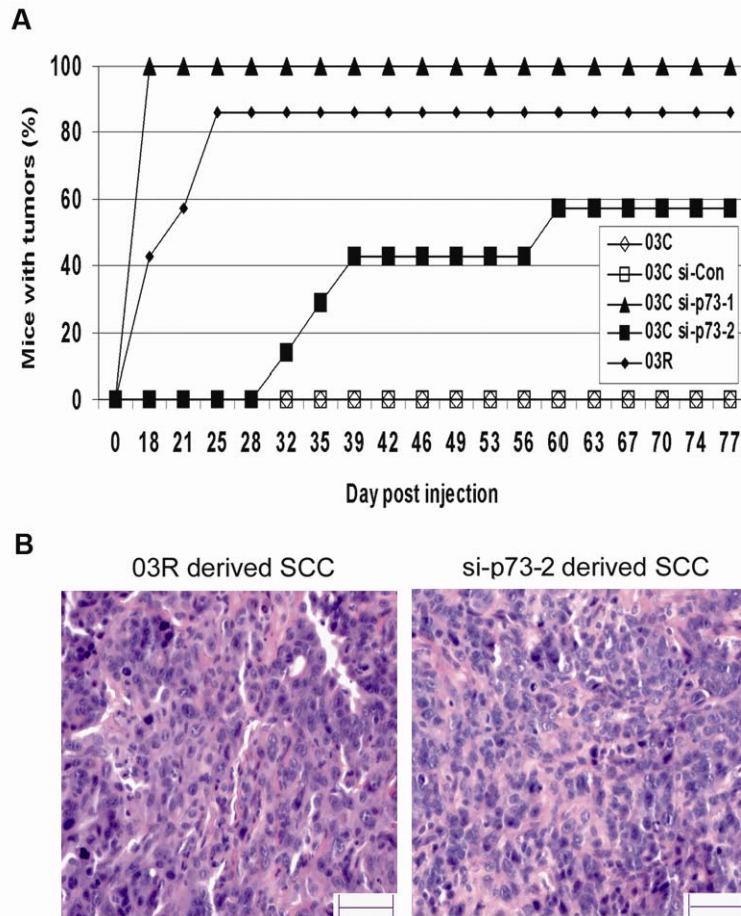 A
Mice with tumors (%)
100
80
60
40
20
0
03C
03C si-Con
03C si-p73-1
03C si-p73-2
03R
0 18 21 25 28 32 35 39 42 46 49 53 56 60 63 67 70 74 77
Day post injection
B
03R derived SCC
si-p73-2 derived SCC